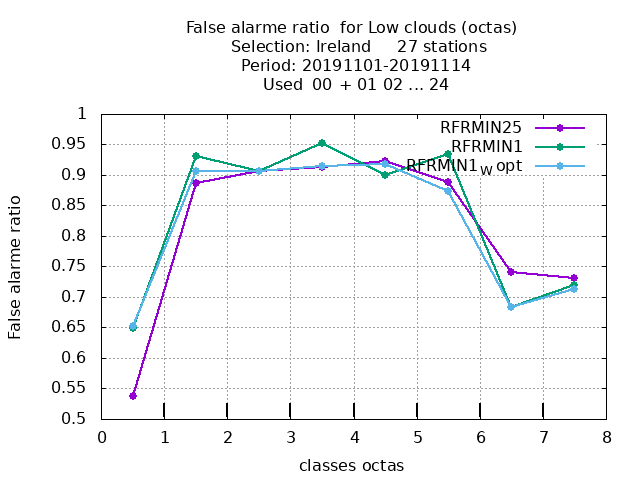 False alarme ratio  for Low clouds (octas)
Selection: Ireland     27 stations
Period: 20191101-20191114
Used  00  + 01 02 ... 24
1
0.95
0.9
0.85
0.8
0.75
0.7
0.65
0.6
0.55
0.5
False alarme ratio
RFRMIN25
RFRMIN1
RFRMIN1W opt
0 1 2 3 4 5 6 7 8
classes octas